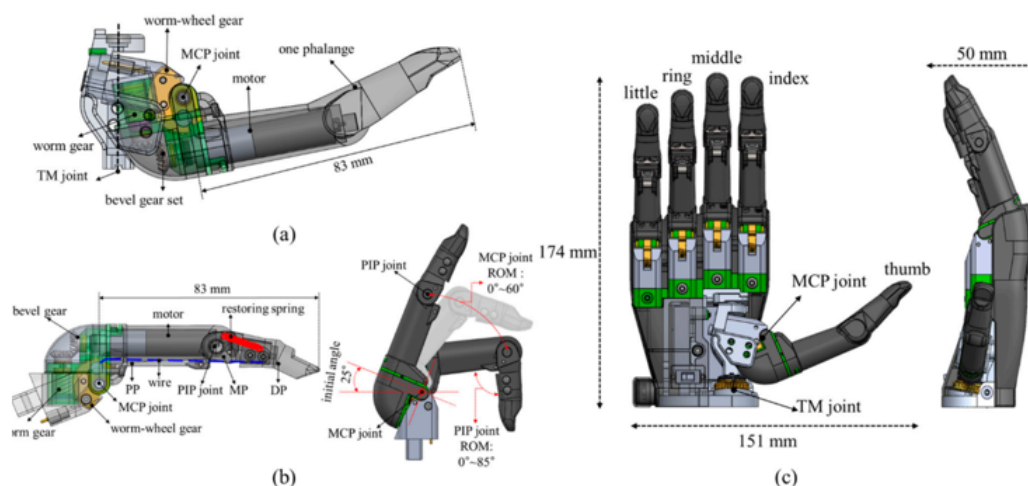 (a)
worm-wheel gear
MCP joint
one phalange
motor
worm gear
TM joint
bevel gear set
83 mm
(a)
83 mm
bevel gear
motor
restoring spring
PP
wire
PIP joint
MP
DP
MCP joint
orm gear
worm-wheel gear
PIP joint
MCP joint
ROM :
0°~60°
initial angle
25°
MCP joint
PIP joint
ROM:
0°~85°
(b)
(c)
50 mm
middle
ring
index
little
174 mm
MCP joint
thumb
TM joint
151 mm
(c)